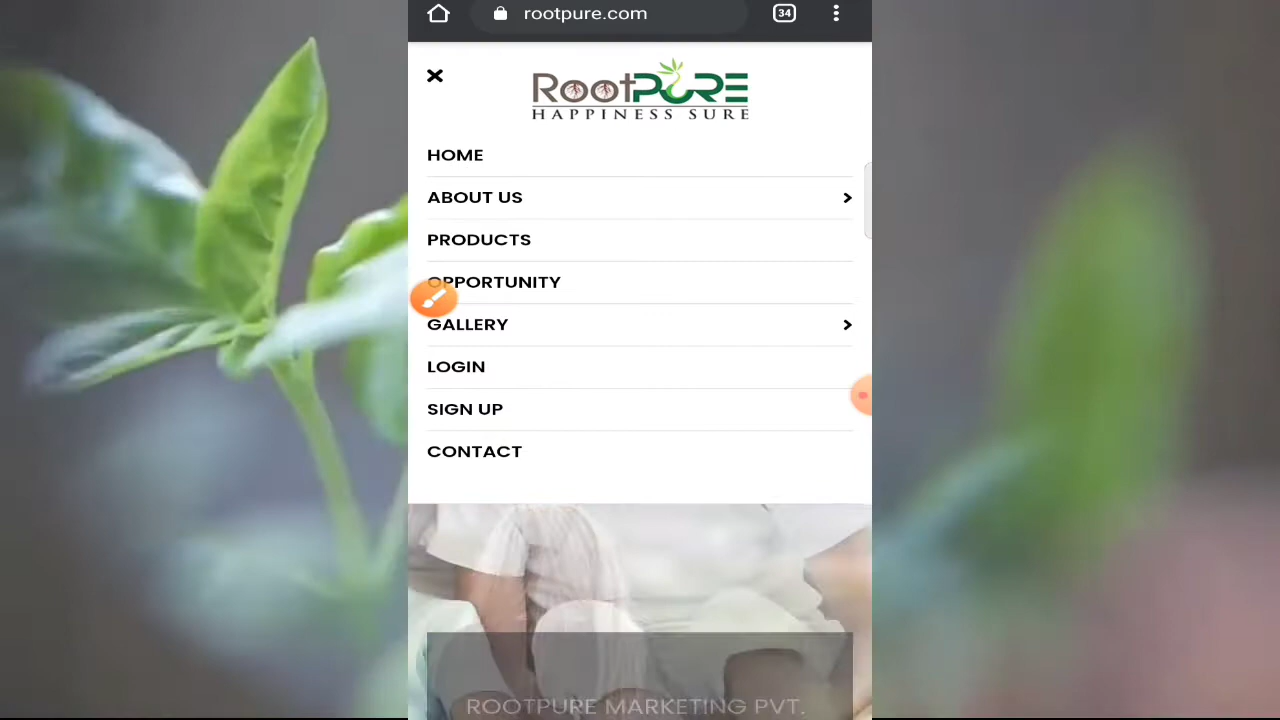 rootpure.com
34
RootPURE
HAPPINESS SURE
HOME
ABOUT US
PRODUCTS
OPPORTUNITY
GALLERY
LOGIN
SIGN UP
CONTACT
ROOTPURE MARKETING PVT.